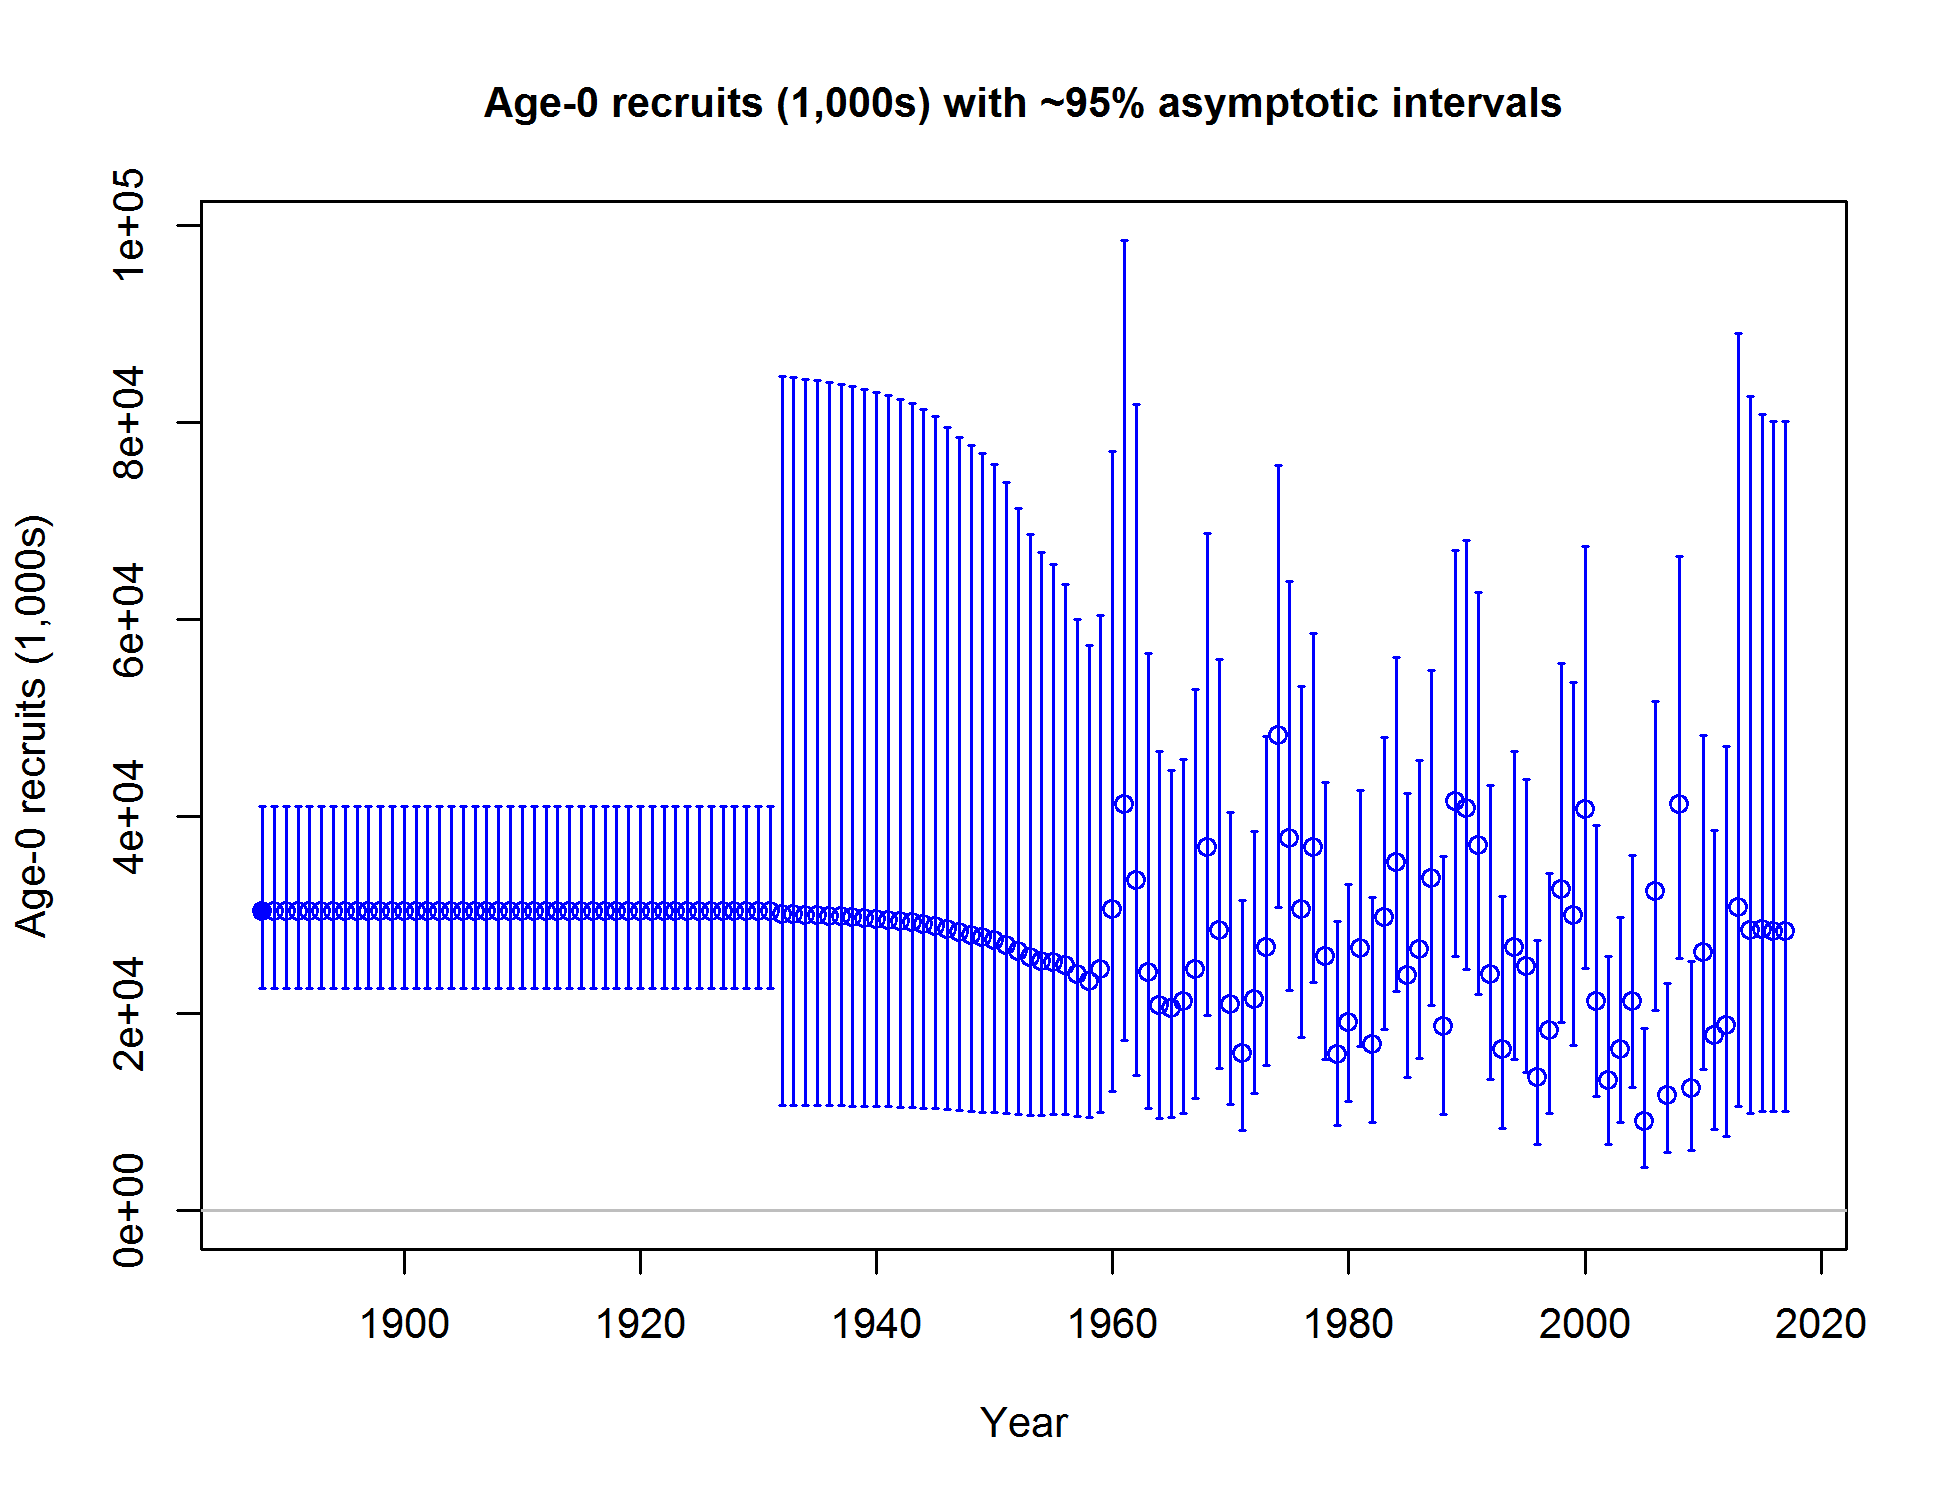 Age-0 recruits (1,000s) with ~95% asymptotic intervals
1e+05
8e+04
6e+04
4e+04
2e+04
0e+00
Age-0 recruits (1,000s)
1900 1920 1940 1960 1980 2000 2020
Year